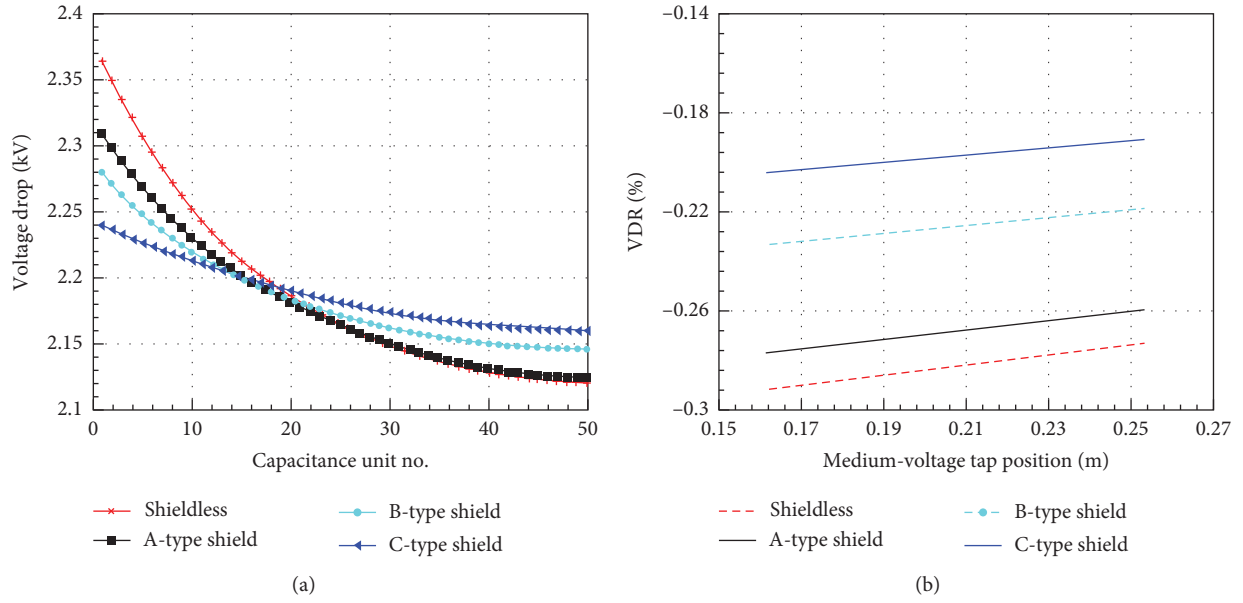 2.4
2.35
2.3
2.25
2.2
2.15
2.1
Voltage drop (kV)
0 10 20 30 40 50
Capacitance unit no.
Shieldless
A-type shield
B-type shield
C-type shield
(a)
−0.14
−0.18
−0.22
−0.26
−0.3
VDR (%)
0.15 0.17 0.19 0.21 0.23 0.25 0.27
Medium-voltage tap position (m)
Shieldless
A-type shield
B-type shield
C-type shield
(b)